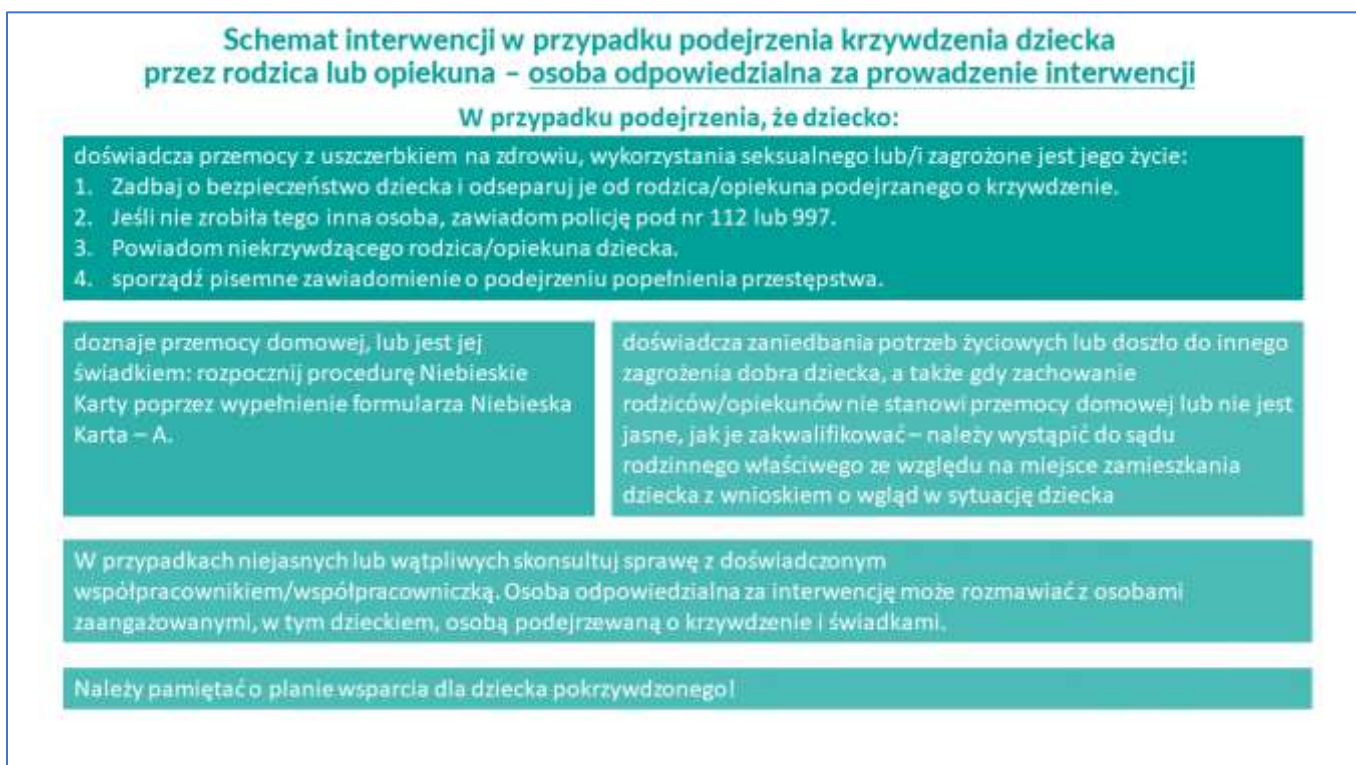 Schemat interwencji w przypadku podejrzenia krzywdzenia dziecka
przez rodzica lub opiekuna – osoba odpowiedzialna za prowadzenie interwencji
W przypadku podejrzenia, że dziecko:
doświadcza przemocy z uszczerbkiem na zdrowiu, wykorzystania seksualnego lub/i zagrożone jest jego życie:
1. Zadbaj o bezpieczeństwo dziecka i odseparuj je od rodzica/opiekuna podejrzanego o krzywdzenie.
2. Jeśli nie zrobiła tego inna osoba, zawiadom policję pod nr 112 lub 997.
3. Powiadom niekrzywdzącego rodzica/opiekuna dziecka.
4. sporządź pisemne zawiadomienie o podejrzeniu popełnienia przestępstwa.
doznaje przemocy domowej, lub jest jej
świadkiem: rozpocznij procedurę Niebieskie
Karty poprzez wypełnienie formularza Niebieska
Karta – A.
doświadcza zaniedbania potrzeb życiowych lub doszło do innego
zagrożenia dobra dziecka, a także gdy zachowanie
rodziców/opiekunów nie stanowi przemocy domowej lub nie jest
jasne, jak je zakwalifikować – należy wystąpić do sądu
rodzinnego właściwego ze względu na miejsce zamieszkania
dziecka z wnioskiem o wgląd w sytuację dziecka
W przypadkach niejasnych lub wątpliwych skonsultuj sprawę z doświadczonym
współpracownikiem/współpracowniczką. Osoba odpowiedzialna za interwencję może rozmawiać z osobami
zaangażowanymi, w tym dzieckiem, osobą podejrzewaną o krzywdzenie i świadkami.
Należy pamiętać o planie wsparcia dla dziecka pokrzywdzonego!